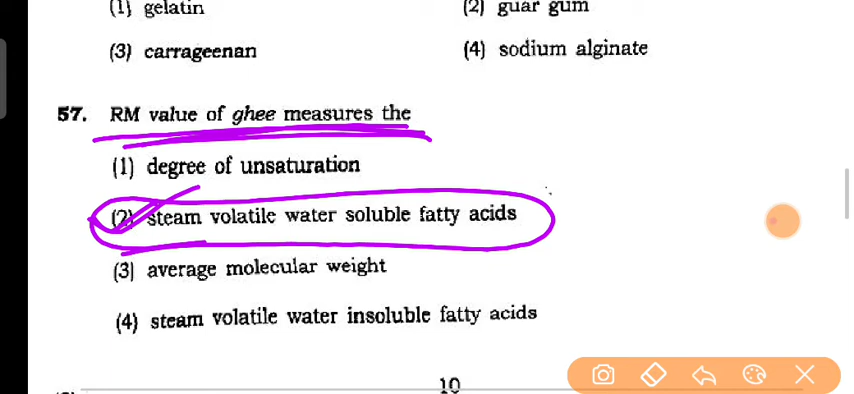 (1) gelatin (2) guar gum
(3) carrageenan (4) sodium alginate
57. RM value of ghee measures the
(1) degree of unsaturation
(2) steam volatile water soluble fatty acids
(3) average molecular weight
(4) steam volatile water insoluble fatty acids
10